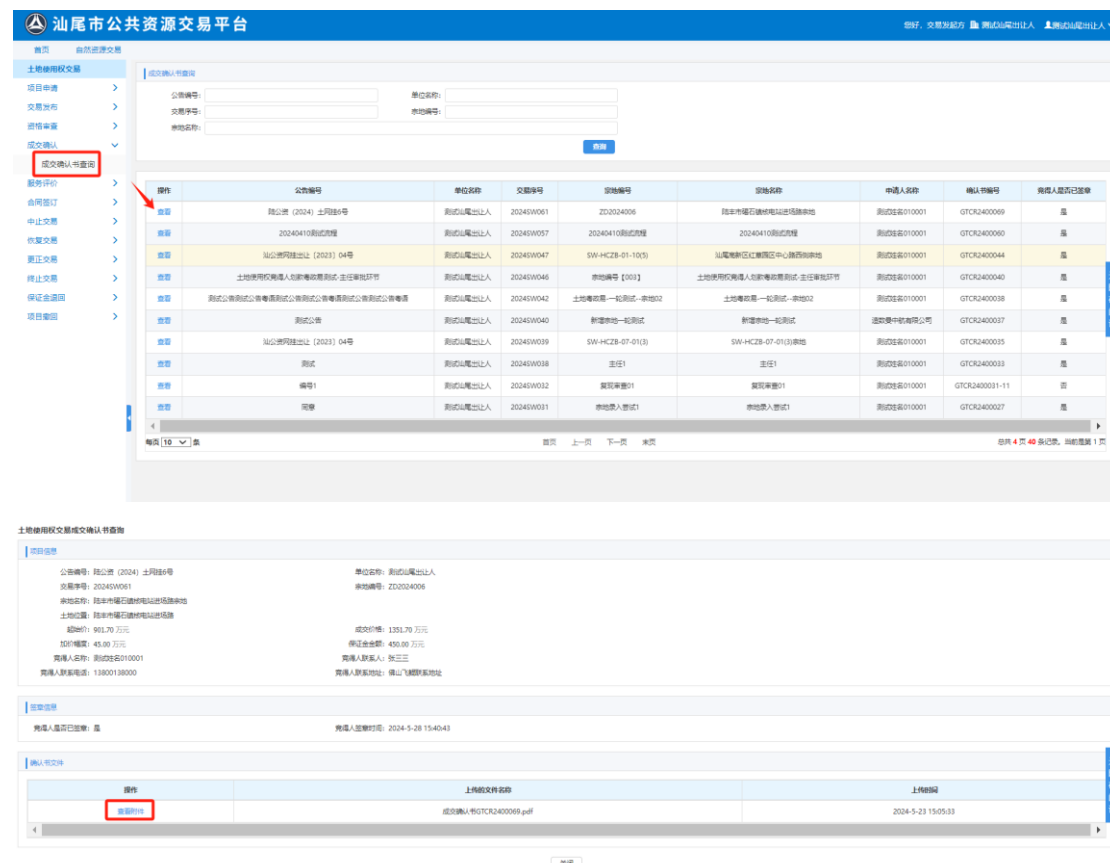 汕尾市公共资源交易平台
您好，交易发起方 测试汕尾出让人 测试汕尾出让人
首页 自然资源交易
土地使用权交易
项目申请
交易发布
资格审查
成交确认
成交确认书查询
服务评价
合同签订
中止交易
恢复交易
更正交易
终止交易
保证金退回
项目撤回
成交确认书查询
公告编号： 单位名称：
交易序号： 宗地编号：
宗地名称：
查询
操作 公告编号 单位名称 交易序号 宗地编号 宗地名称 申请人名称 确认书编号 竞得人是否已签章
查看 陆公资（2024）土网挂6号 测试汕尾出让人 2024SW061 ZD2024006 陆丰市碣石镇核电站进场路宗地 测试姓名010001 GTCR2400069 是
查看 20240410测试流程 测试汕尾出让人 2024SW057 20240410测试流程 20240410测试流程 测试姓名010001 GTCR2400060 是
查看 汕公资网挂出让［2023］04号 测试汕尾出让人 2024SW047 SW-HCZB-01-10(5) 汕尾高新区红草园区中心路西侧宗地 测试姓名010001 GTCR2400044 是
查看 土地使用权竞得人划款粤政易测试-主任审批环节 测试汕尾出让人 2024SW046 宗地编号【003】 土地使用权竞得人划款粤政易测试-主任审批环节 测试姓名010001 GTCR2400040 是
查看 测试公告测试公告粤语测试公告测试公告粤语测试公告测试公告粤语 测试汕尾出让人 2024SW042 土地粤政易-一轮测试--宗地02 土地粤政易-一轮测试--宗地02 测试姓名010001 GTCR2400038 是
查看 测试公告 测试汕尾出让人 2024SW040 新增宗地—轮测试 新增宗地—轮测试 中航有限公司 GTCR2400037 是
查看 汕公资网挂出让［2023］04号 测试汕尾出让人 2024SW039 SW-HCZB-07-01(3) SW-HCZB-07-01(3)宗地 测试姓名010001 GTCR2400035 是
查看 测试 测试汕尾出让人 2024SW038 主任1 主任1 测试姓名010001 GTCR2400033 是
查看 编号1 测试汕尾出让人 2024SW032 复现审查01 复现审查01 测试姓名010001 GTCR2400031-11 否
查看 同意 测试汕尾出让人 2024SW031 宗地录入尝试1 宗地录入尝试1 测试姓名010001 GTCR2400027 是
每页 10 条 首页 上一页 下一页 末页 总共 4 页 40 条记录。当前是第 1 页
土地使用权交易成交确认书查询
项目信息
公告编号：陆公资（2024）土网挂6号 单位名称：测试汕尾出让人
交易序号：2024SW061 宗地编号：ZD2024006
宗地名称：陆丰市碣石镇核电站进场路宗地
土地位置：陆丰市碣石镇核电站进场路
起始价：901.70 万元 成交价格：1351.70 万元
加价幅度：45.00 万元 保证金金额：450.00 万元
竞得人名称：测试姓名010001 竞得人联系人：张三三
竞得人联系电话：13800138000 竞得人联系地址：佛山飞鳃联系地址
签章信息
竞得人是否已签章：是 竞得人签章时间：2024-5-28 15:40:43
确认书文件
操作 上传的文件名称 上传时间
查看附件 成交确认书GTCR2400069.pdf 2024-5-23 15:05:33